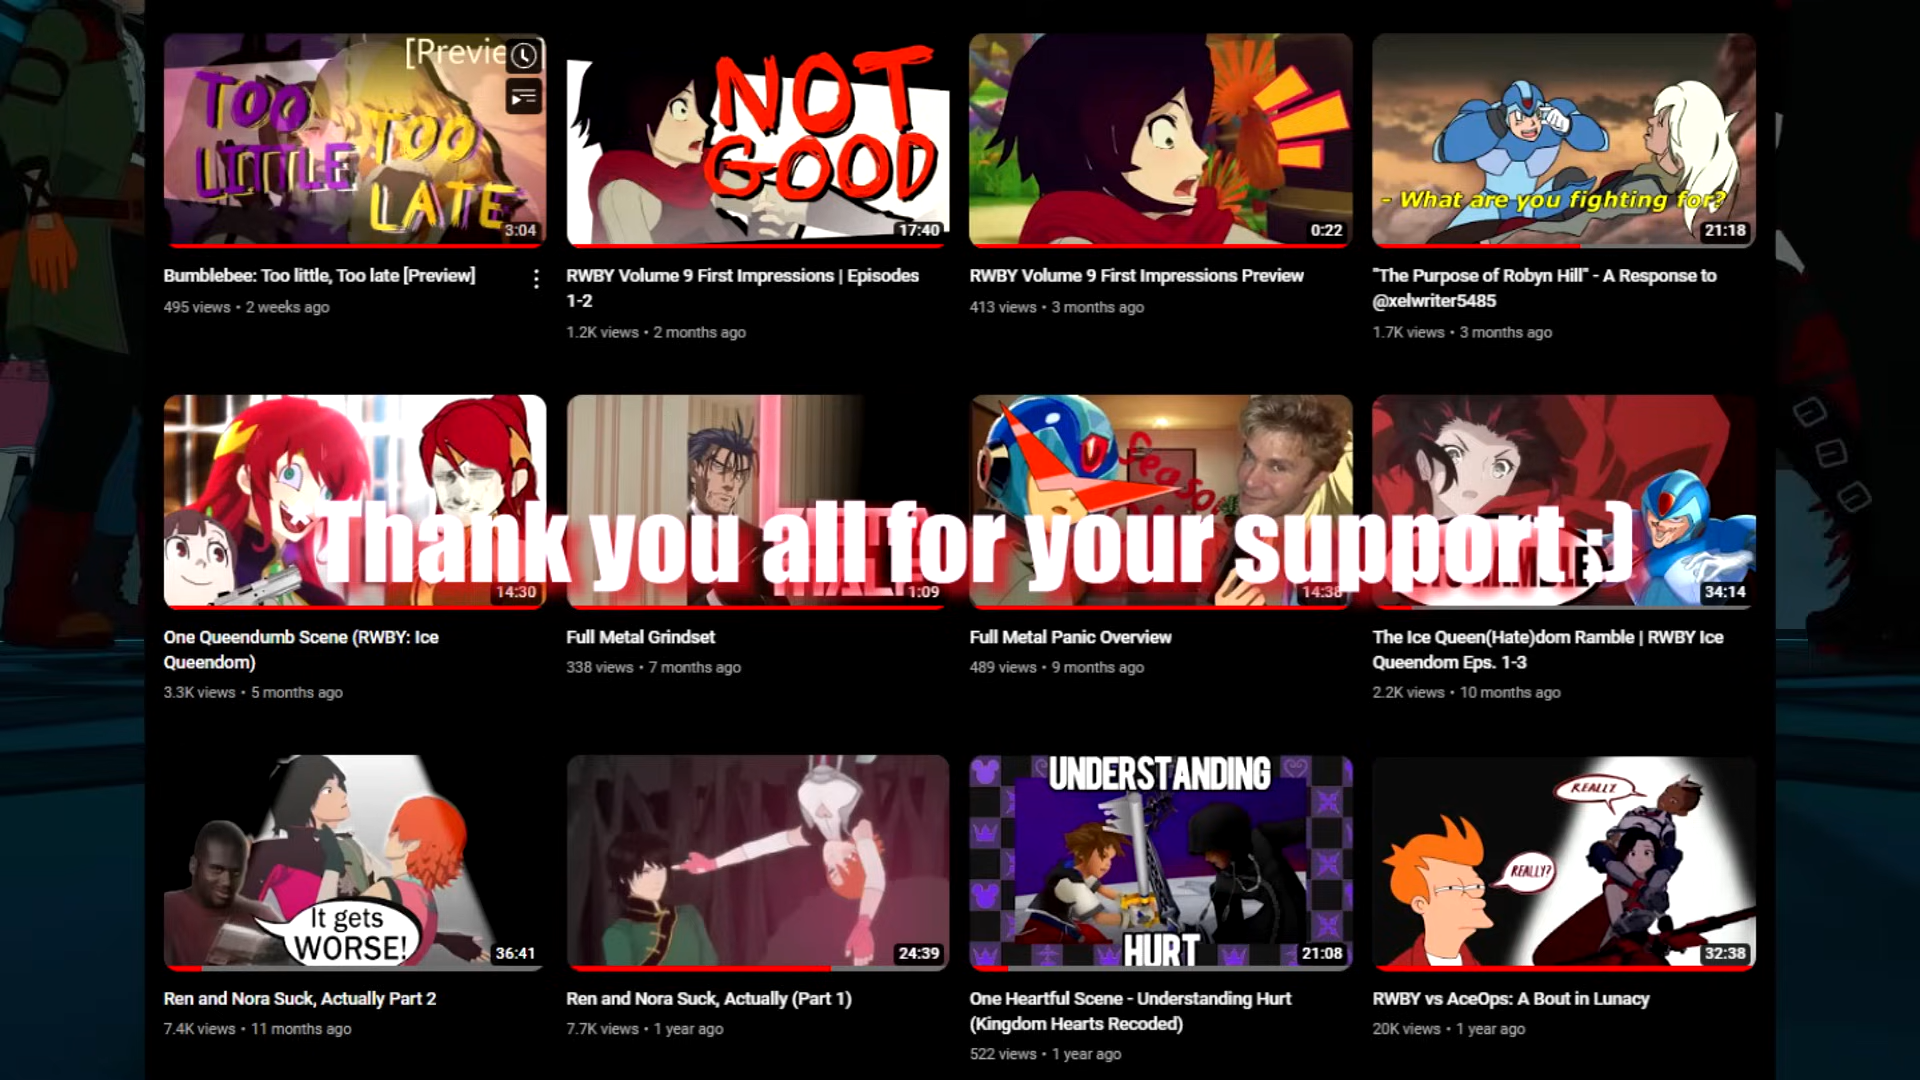 [Previe
TOO
LITTLE
TOO
LATE
3:04
Bumblebee: Too little, Too late [Preview]
495 views • 2 weeks ago
NOT
GOOD
17:40
RWBY Volume 9 First Impressions | Episodes
1-2
1.2K views • 2 months ago
0:22
RWBY Volume 9 First Impressions Preview
413 views • 3 months ago
- What are you fighting for?
21:18
"The Purpose of Robyn Hill" - A Response to
@xelwriter5485
1.7K views • 3 months ago
Thank you all for your support :)
14:30
One Queendumb Scene (RWBY: Ice
Queendom)
3.3K views • 5 months ago
1:09
Full Metal Grindset
338 views • 7 months ago
14:38
Full Metal Panic Overview
489 views • 9 months ago
34:14
The Ice Queen(Hate)dom Ramble | RWBY Ice
Queendom Eps. 1-3
2.2K views • 10 months ago
It gets
WORSE!
36:41
Ren and Nora Suck, Actually Part 2
7.4K views • 11 months ago
24:39
Ren and Nora Suck, Actually (Part 1)
7.7K views • 1 year ago
UNDERSTANDING
HURT
21:08
One Heartful Scene - Understanding Hurt
(Kingdom Hearts Recoded)
522 views • 1 year ago
REALLY.
REALLY?
32:38
RWBY vs AceOps: A Bout in Lunacy
20K views • 1 year ago